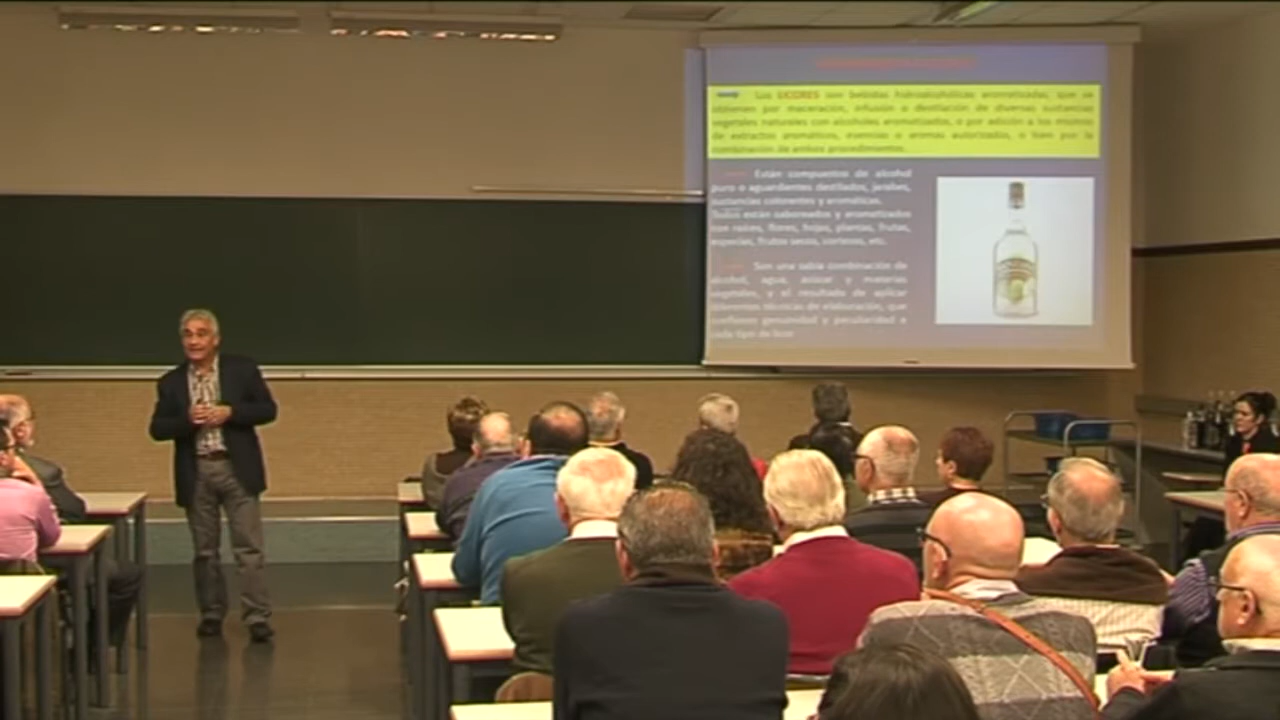 Los LICORES son bebidas hidroalcohólicas aromatizadas, que se
obtienen por maceración, infusión o destilación de diversas sustancias
vegetales naturales con alcoholes aromatizados, o por adición a los mismos
de extractos aromáticos, esencias o aromas autorizados, o bien por la
combinación de ambos procedimientos.
Están compuestos de alcohol
puro o aguardientes destilados, jarabes,
sustancias colorantes y aromáticas.
Todos están saboreados y aromatizados
con raíces, flores, hojas, plantas, frutas,
especias, frutos secos, cortezas, etc.
Son una sabia combinación de
alcohol, agua, azúcar y materias
vegetales, y el resultado de aplicar
técnicas de elaboración, que
confieren genuinidad y peculiaridad a
cada tipo de licor